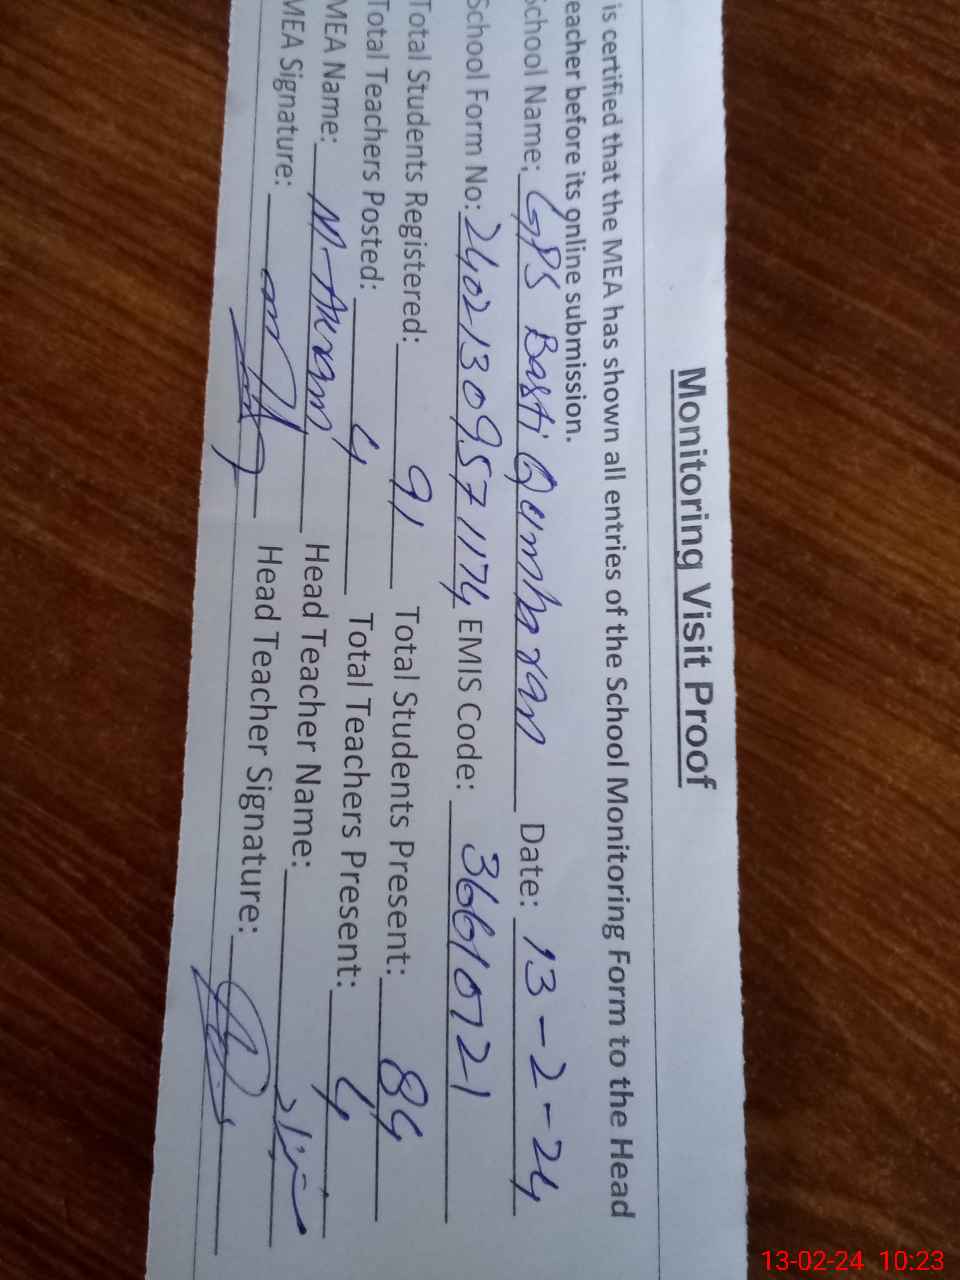 Monitoring Visit Proof
is certified that the MEA has shown all entries of the School Monitoring Form to the Head
eacher before its online submission.
School Name: GPS Basti Qambaran Date: 13-2-24
School Form No: 24021309571174 EMIS Code: 36610721
Total Students Registered: 91 Total Students Present: 84
Total Teachers Posted: 4 Total Teachers Present: 4
MEA Name: M-Akram Head Teacher Name:
MEA Signature: Head Teacher Signature:
13-02-24 10:23